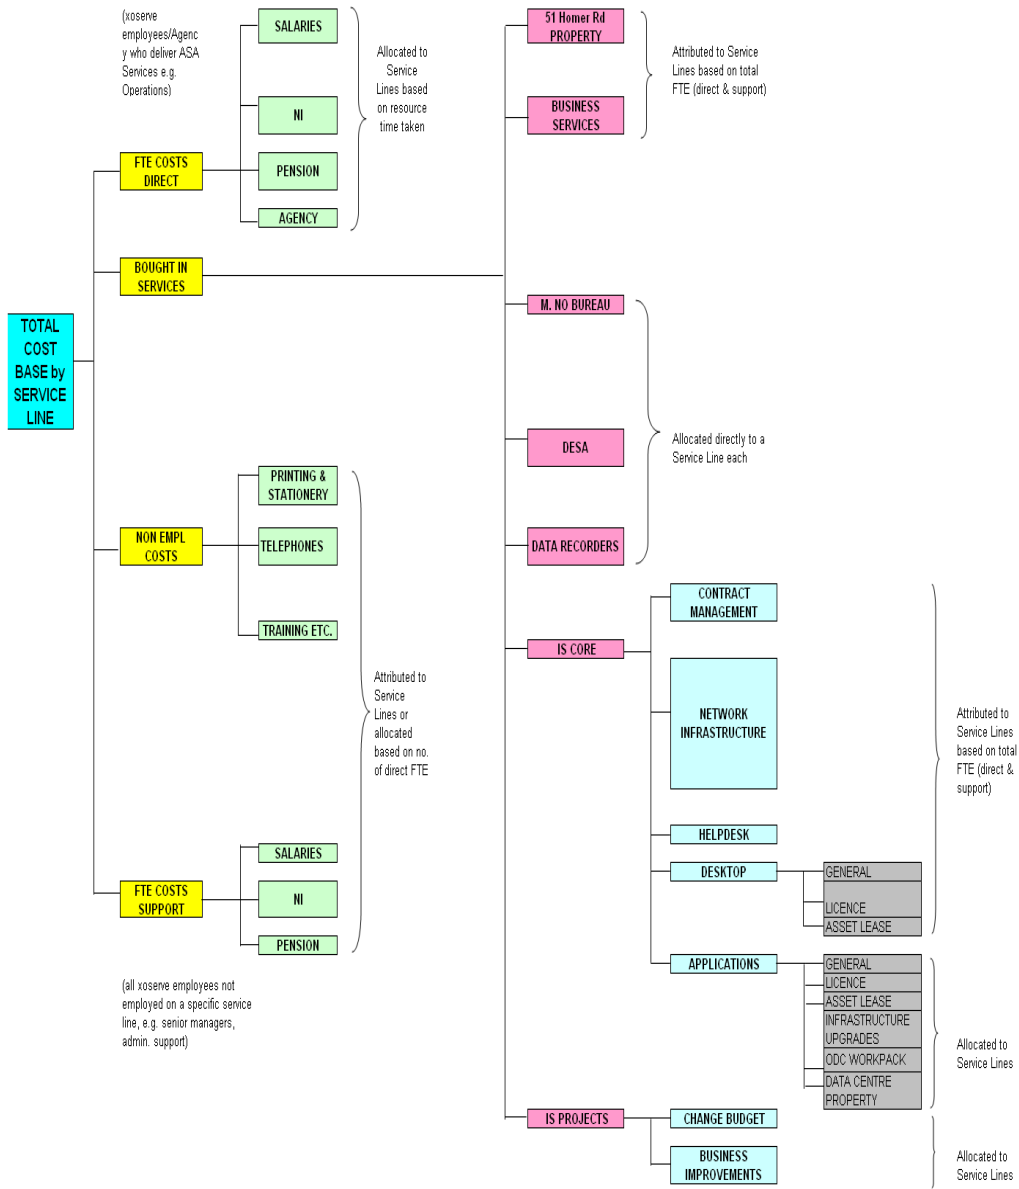 (xoserve
employees/Agenc
y who deliver ASA
Services e.g.
Operations)
SALARIES
NI
PENSION
AGENCY
Allocated to
Service
Lines based
on resource
time taken
FTE COSTS
DIRECT
BOUGHT IN
SERVICES
TOTAL
COST
BASE by
SERVICE
LINE
NON EMPL
COSTS
PRINTING &
STATIONERY
TELEPHONES
TRAINING ETC.
Attributed to
Service
Lines or
allocated
based on no.
of direct FTE
FTE COSTS
SUPPORT
SALARIES
NI
PENSION
(all xoserve employees not
employed on a specific service
line, e.g. senior managers,
admin. support)
51 Homer Rd
PROPERTY
BUSINESS
SERVICES
Attributed to Service
Lines based on total
FTE (direct & support)
M. NO BUREAU
DESA
DATA RECORDERS
Allocated directly to a
Service Line each
IS CORE
CONTRACT
MANAGEMENT
NETWORK
INFRASTRUCTURE
HELPDESK
DESKTOP
GENERAL
LICENCE
ASSET LEASE
Attributed to
Service Lines
based on total
FTE (direct &
support)
APPLICATIONS
GENERAL
LICENCE
ASSET LEASE
INFRASTRUCTURE
UPGRADES
ODC WORKPACK
DATA CENTRE
PROPERTY
Allocated to
Service Lines
IS PROJECTS
CHANGE BUDGET
BUSINESS
IMPROVEMENTS
Allocated to
Service Lines